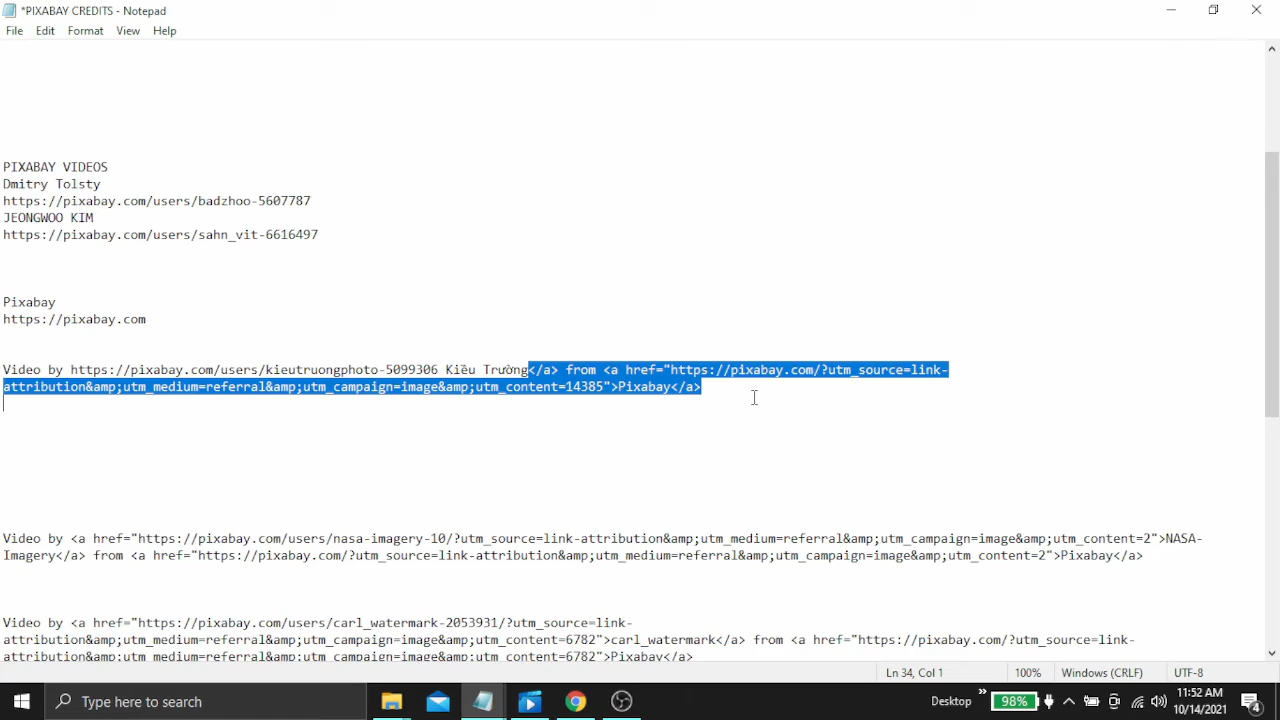 *PIXABAY CREDITS - Notepad
File Edit Format View Help
PIXABAY VIDEOS
Dmitry Tolsty
https://pixabay.com/users/badzhoo-5607787
JEONGWOO KIM
https://pixabay.com/users/sahn_vit-6616497
Pixabay
https://pixabay.com
Video by https://pixabay.com/users/kieutruongphoto-5099306 Kiều Trường</a> from <a href="https://pixabay.com/?utm_source=link-
attribution&amp;utm_medium=referral&amp;utm_campaign=image&amp;utm_content=14385">Pixabay</a>
Video by <a href="https://pixabay.com/users/nasa-imagery-10/?utm_source=link-attribution&amp;utm_medium=referral&amp;utm_campaign=image&amp;utm_content=2">NASA-
Imagery</a> from <a href="https://pixabay.com/?utm_source=link-attribution&amp;utm_medium=referral&amp;utm_campaign=image&amp;utm_content=2">Pixabay</a>
Video by <a href="https://pixabay.com/users/carl_watermark-2053931/?utm_source=link-
attribution&amp;utm_medium=referral&amp;utm_campaign=image&amp;utm_content=6782">carl_watermark</a> from <a href="https://pixabay.com/?utm_source=link-
attribution&amp;utm_medium=referral&amp;utm_campaign=image&amp;utm_content=6782">Pixabay</a>
Ln 34, Col 1 100% Windows (CRLF) UTF-8
Type here to search
Desktop
98%
11:52 AM
10/14/2021
4